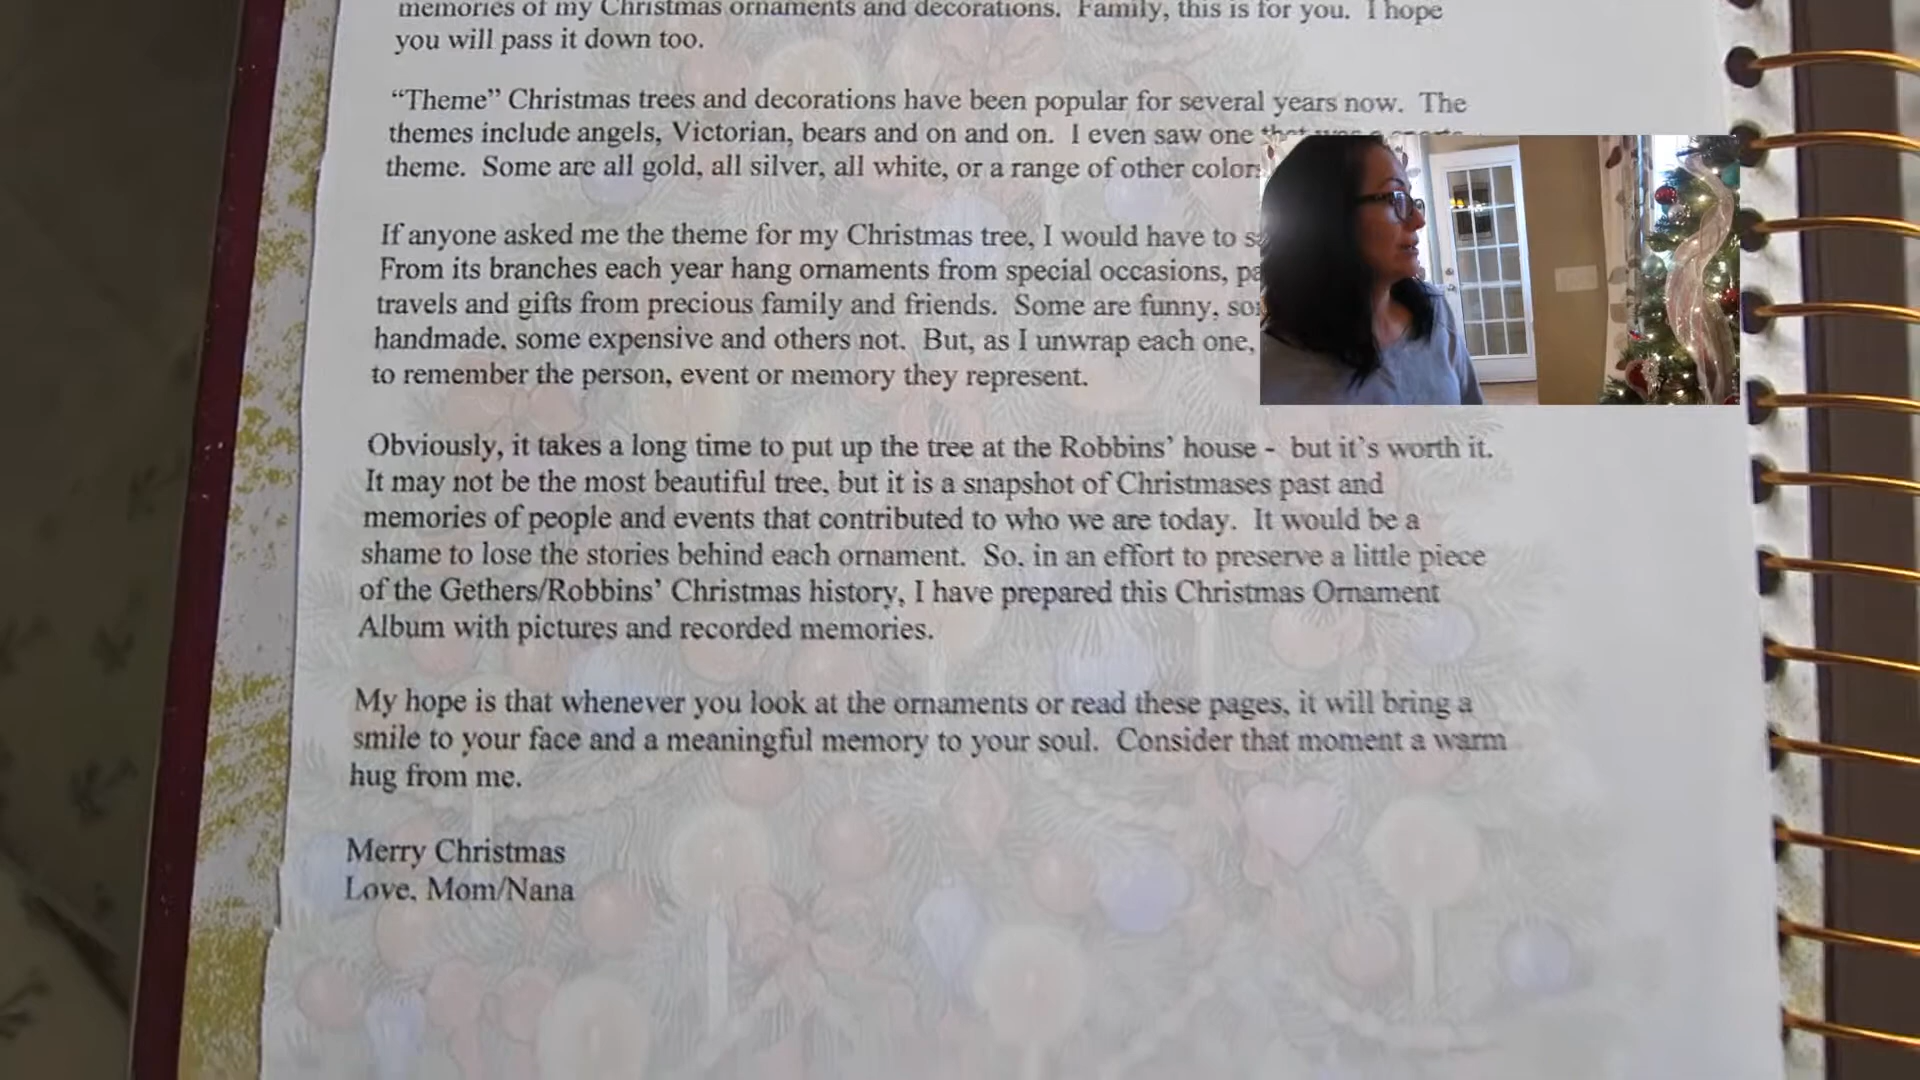 memories of my Christmas ornaments and decorations.  Family, this is for you.  I hope
you will pass it down too.
“Theme” Christmas trees and decorations have been popular for several years now.  The
themes include angels, Victorian, bears and on and on.  I even saw one that was a sports
theme.  Some are all gold, all silver, all white, or a range of other colors
If anyone asked me the theme for my Christmas tree, I would have to
From its branches each year hang ornaments from special occasions,
travels and gifts from precious family and friends.  Some are funny,
handmade, some expensive and others not.  But, as I unwrap each one,
to remember the person, event or memory they represent.
Obviously, it takes a long time to put up the tree at the Robbins’ house -  but it’s worth it.
It may not be the most beautiful tree, but it is a snapshot of Christmases past and
memories of people and events that contributed to who we are today.  It would be a
shame to lose the stories behind each ornament.  So, in an effort to preserve a little piece
of the Gethers/Robbins’ Christmas history, I have prepared this Christmas Ornament
Album with pictures and recorded memories.
My hope is that whenever you look at the ornaments or read these pages, it will bring a
smile to your face and a meaningful memory to your soul.  Consider that moment a warm
hug from me.
Merry Christmas
Love, Mom/Nana